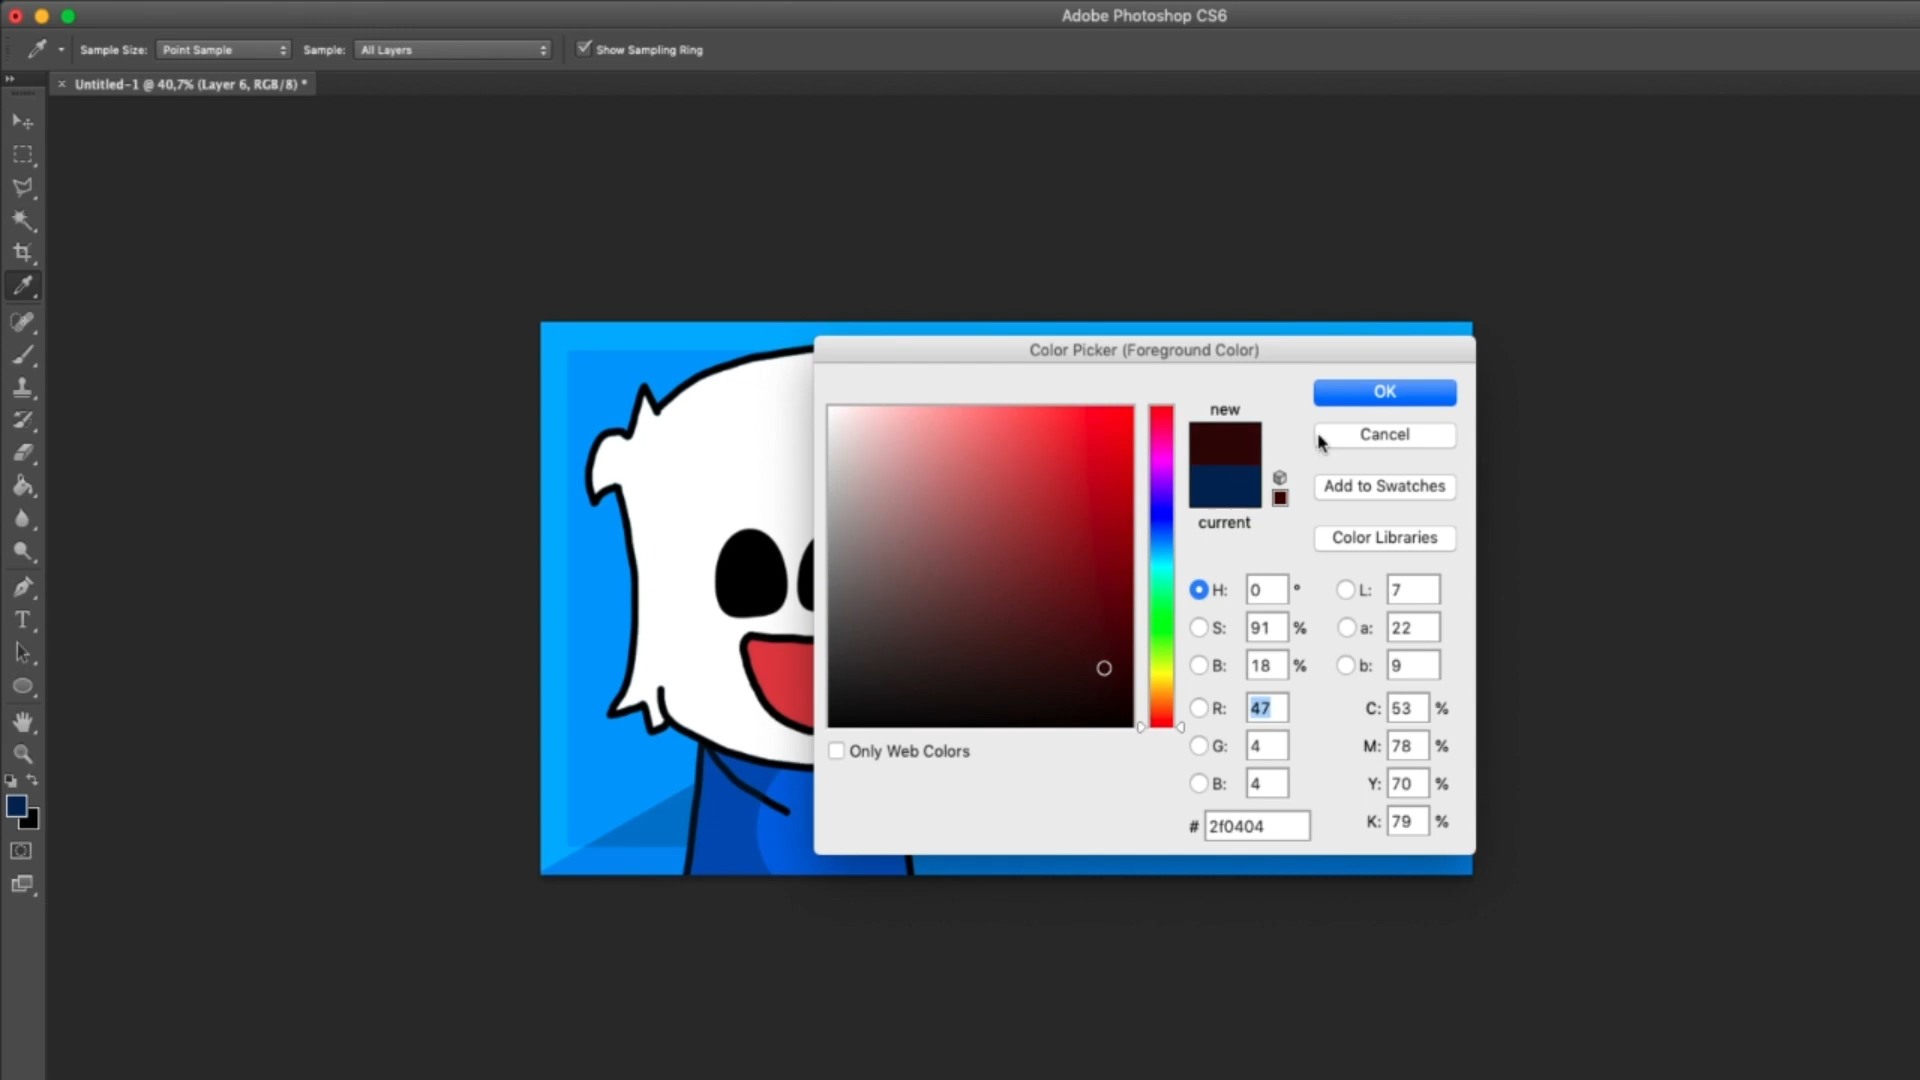 Adobe Photoshop CS6
Sample Size: Point Sample Sample: All Layers Show Sampling Ring
Untitled-1 @ 40,7% (Layer 6, RGB/8) *
T
Color Picker (Foreground Color)
new
current
OK
Cancel
Add to Swatches
Color Libraries
H: 0 ° L: 7
S: 91 % a: 22
B: 18 % b: 9
R: 47 C: 53 %
G: 4 M: 78 %
B: 4 Y: 70 %
# 2f0404 K: 79 %
Only Web Colors